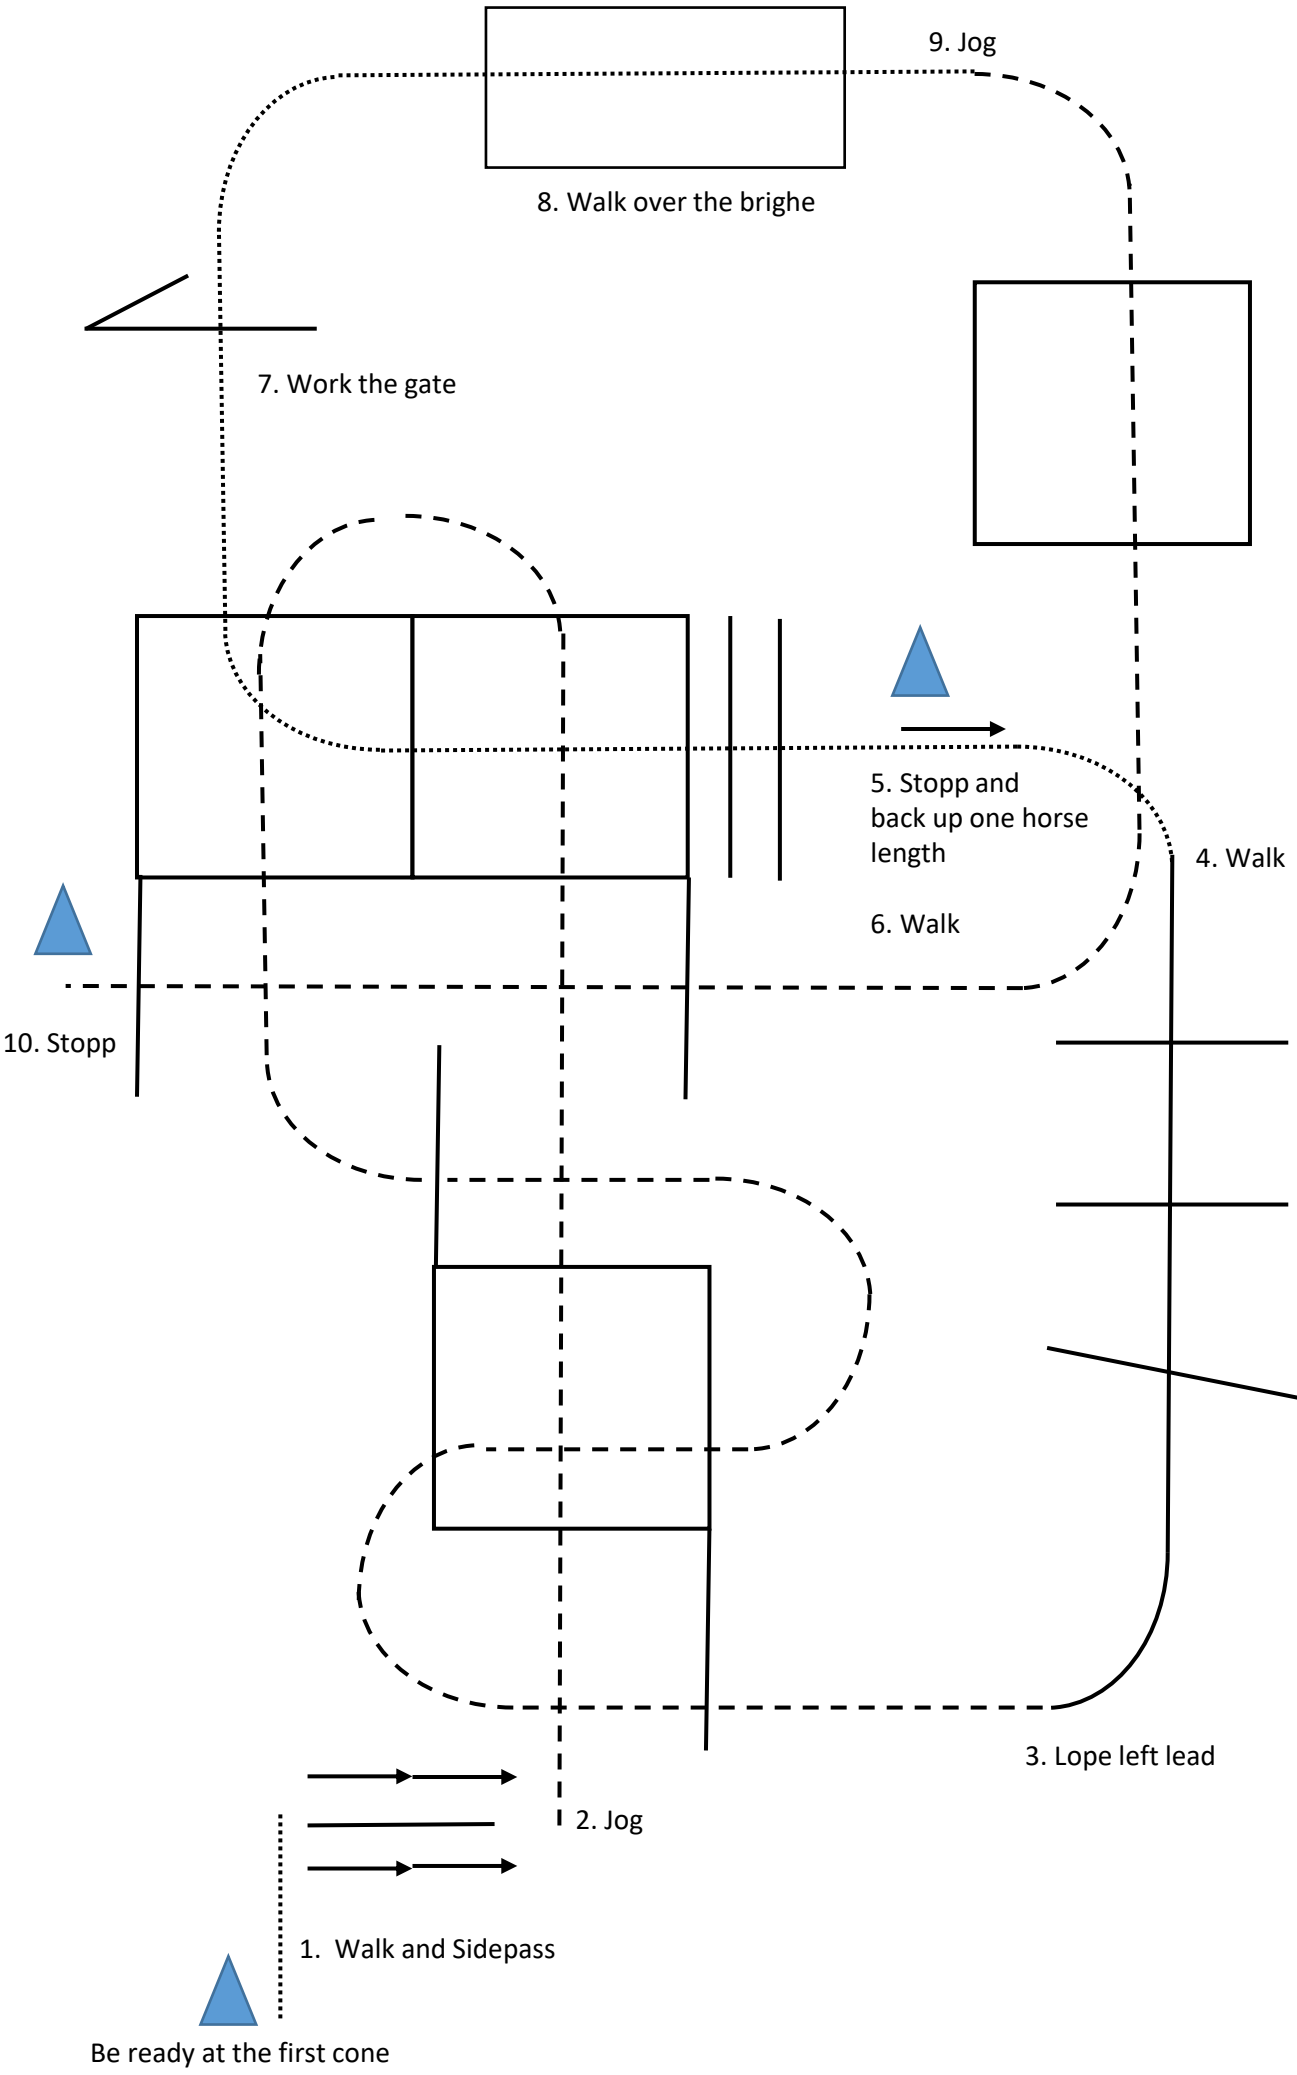 9. Jog
8. Walk over the brighe
7. Work the gate
5. Stopp and
back up one horse
length
4. Walk
6. Walk
10. Stopp
3. Lope left lead
2. Jog
1. Walk and Sidepass
Be ready at the first cone